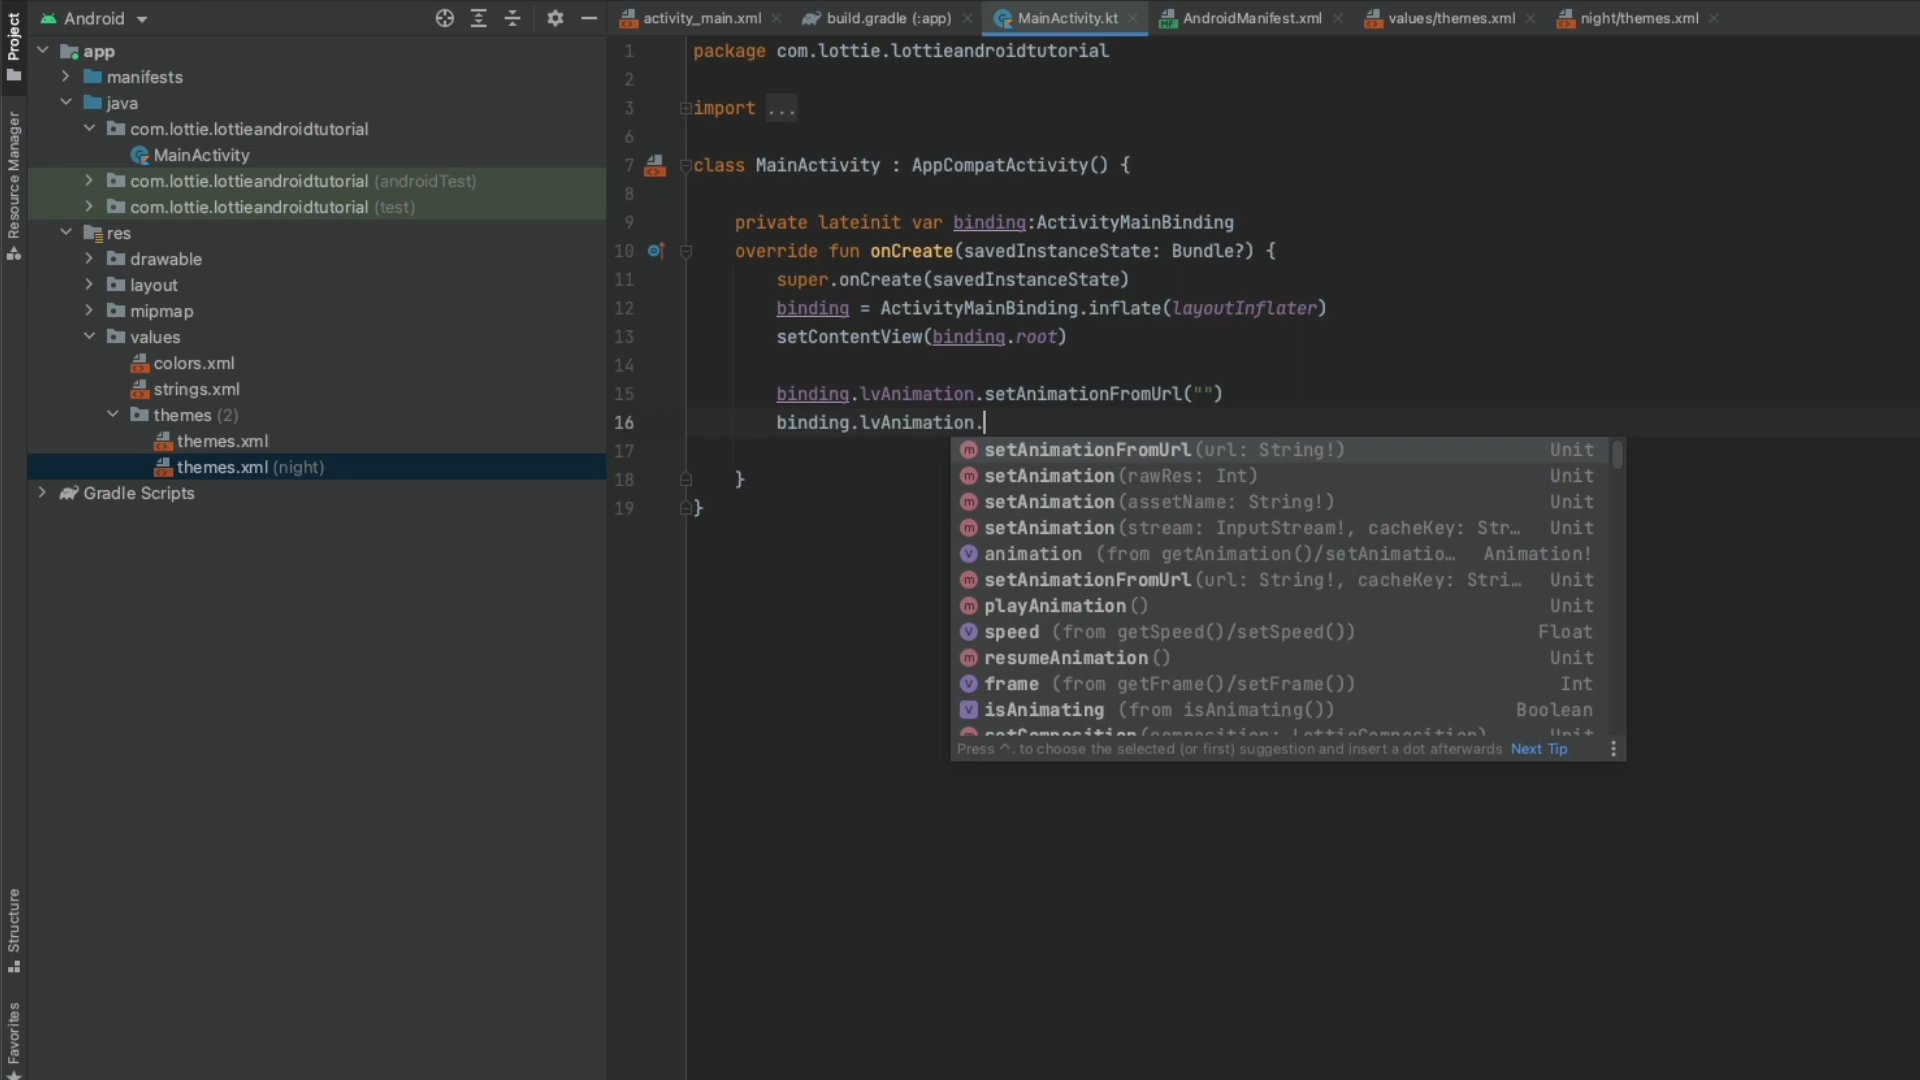 Android
activity_main.xml
build.gradle (:app)
MainActivity.kt
AndroidManifest.xml
values/themes.xml
night/themes.xml
Project
Resource Manager
Structure
Favorites
app
manifests
java
com.lottie.lottieandroidtutorial
MainActivity
com.lottie.lottieandroidtutorial (androidTest)
com.lottie.lottieandroidtutorial (test)
res
drawable
layout
mipmap
values
colors.xml
strings.xml
themes (2)
themes.xml
themes.xml (night)
Gradle Scripts
1 package com.lottie.lottieandroidtutorial
2
3 import ...
6
7 class MainActivity : AppCompatActivity() {
8
9 private lateinit var binding:ActivityMainBinding
10 override fun onCreate(savedInstanceState: Bundle?) {
11 super.onCreate(savedInstanceState)
12 binding = ActivityMainBinding.inflate(layoutInflater)
13 setContentView(binding.root)
14
15 binding.lvAnimation.setAnimationFromUrl("")
16 binding.lvAnimation.
17
18 }
19 }
setAnimationFromUrl(url: String!) Unit
setAnimation(rawRes: Int) Unit
setAnimation(assetName: String!) Unit
setAnimation(stream: InputStream!, cacheKey: Str… Unit
animation (from getAnimation()/setAnimatio… Animation!
setAnimationFromUrl(url: String!, cacheKey: Stri… Unit
playAnimation() Unit
speed (from getSpeed()/setSpeed()) Float
resumeAnimation() Unit
frame (from getFrame()/setFrame()) Int
isAnimating (from isAnimating()) Boolean
setComposition(composition: LottieComposition) Unit
Press ^. to choose the selected (or first) suggestion and insert a dot afterwards Next Tip